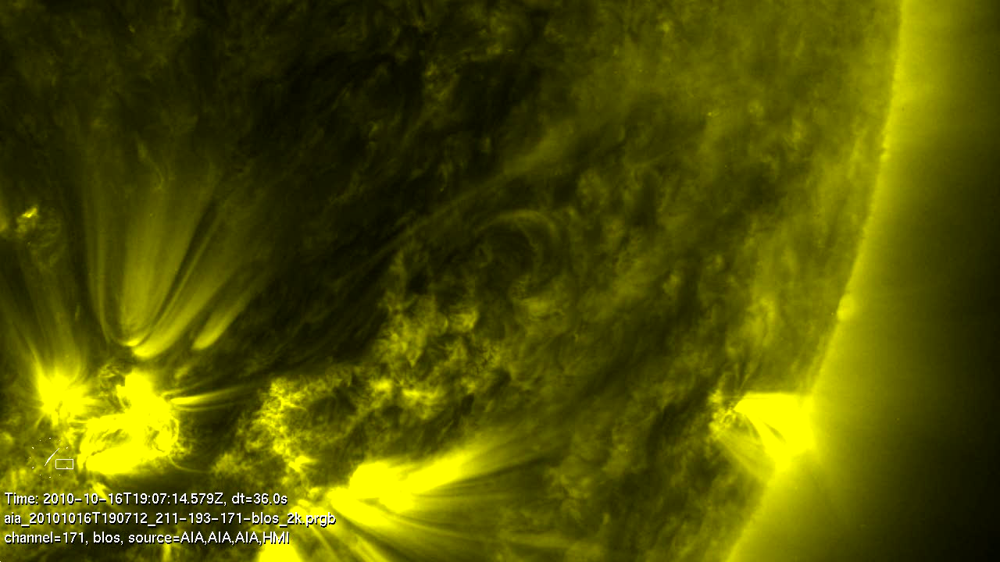 Time: 2010-10-16T19:07:14.579Z, dt=36.0s
aia_20101016T190712_211-193-171-blos_2k.prgb
channel=171, blos, source=AIA,AIA,AIA,HMI